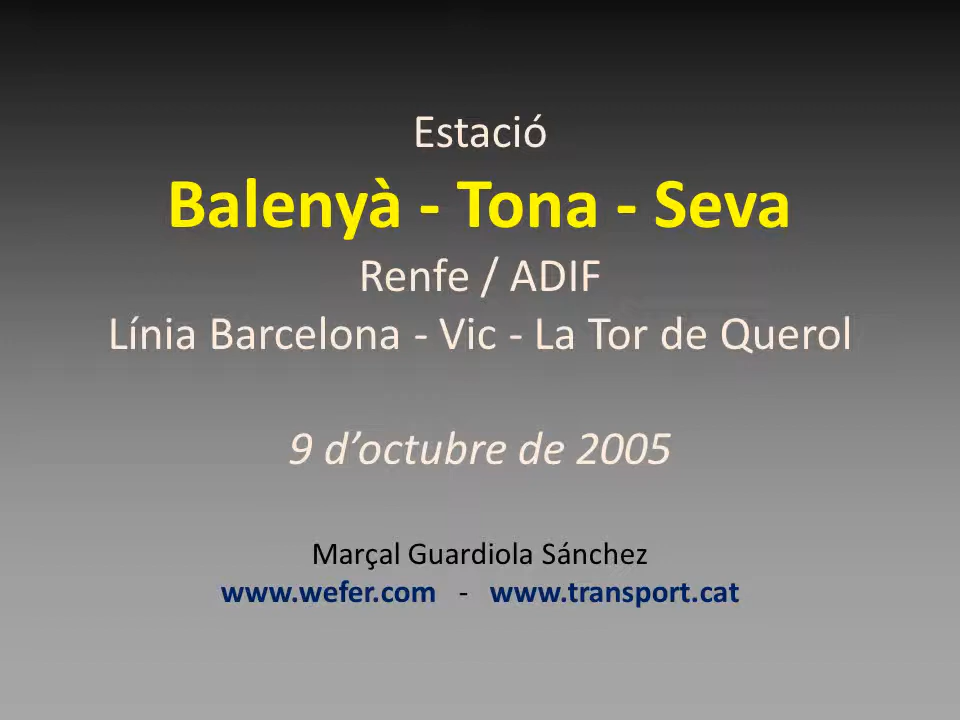 Estació
Balenyà - Tona - Seva
Renfe / ADIF
Línia Barcelona - Vic - La Tor de Querol
9 d’octubre de 2005
Marçal Guardiola Sánchez
www.wefer.com - www.transport.cat